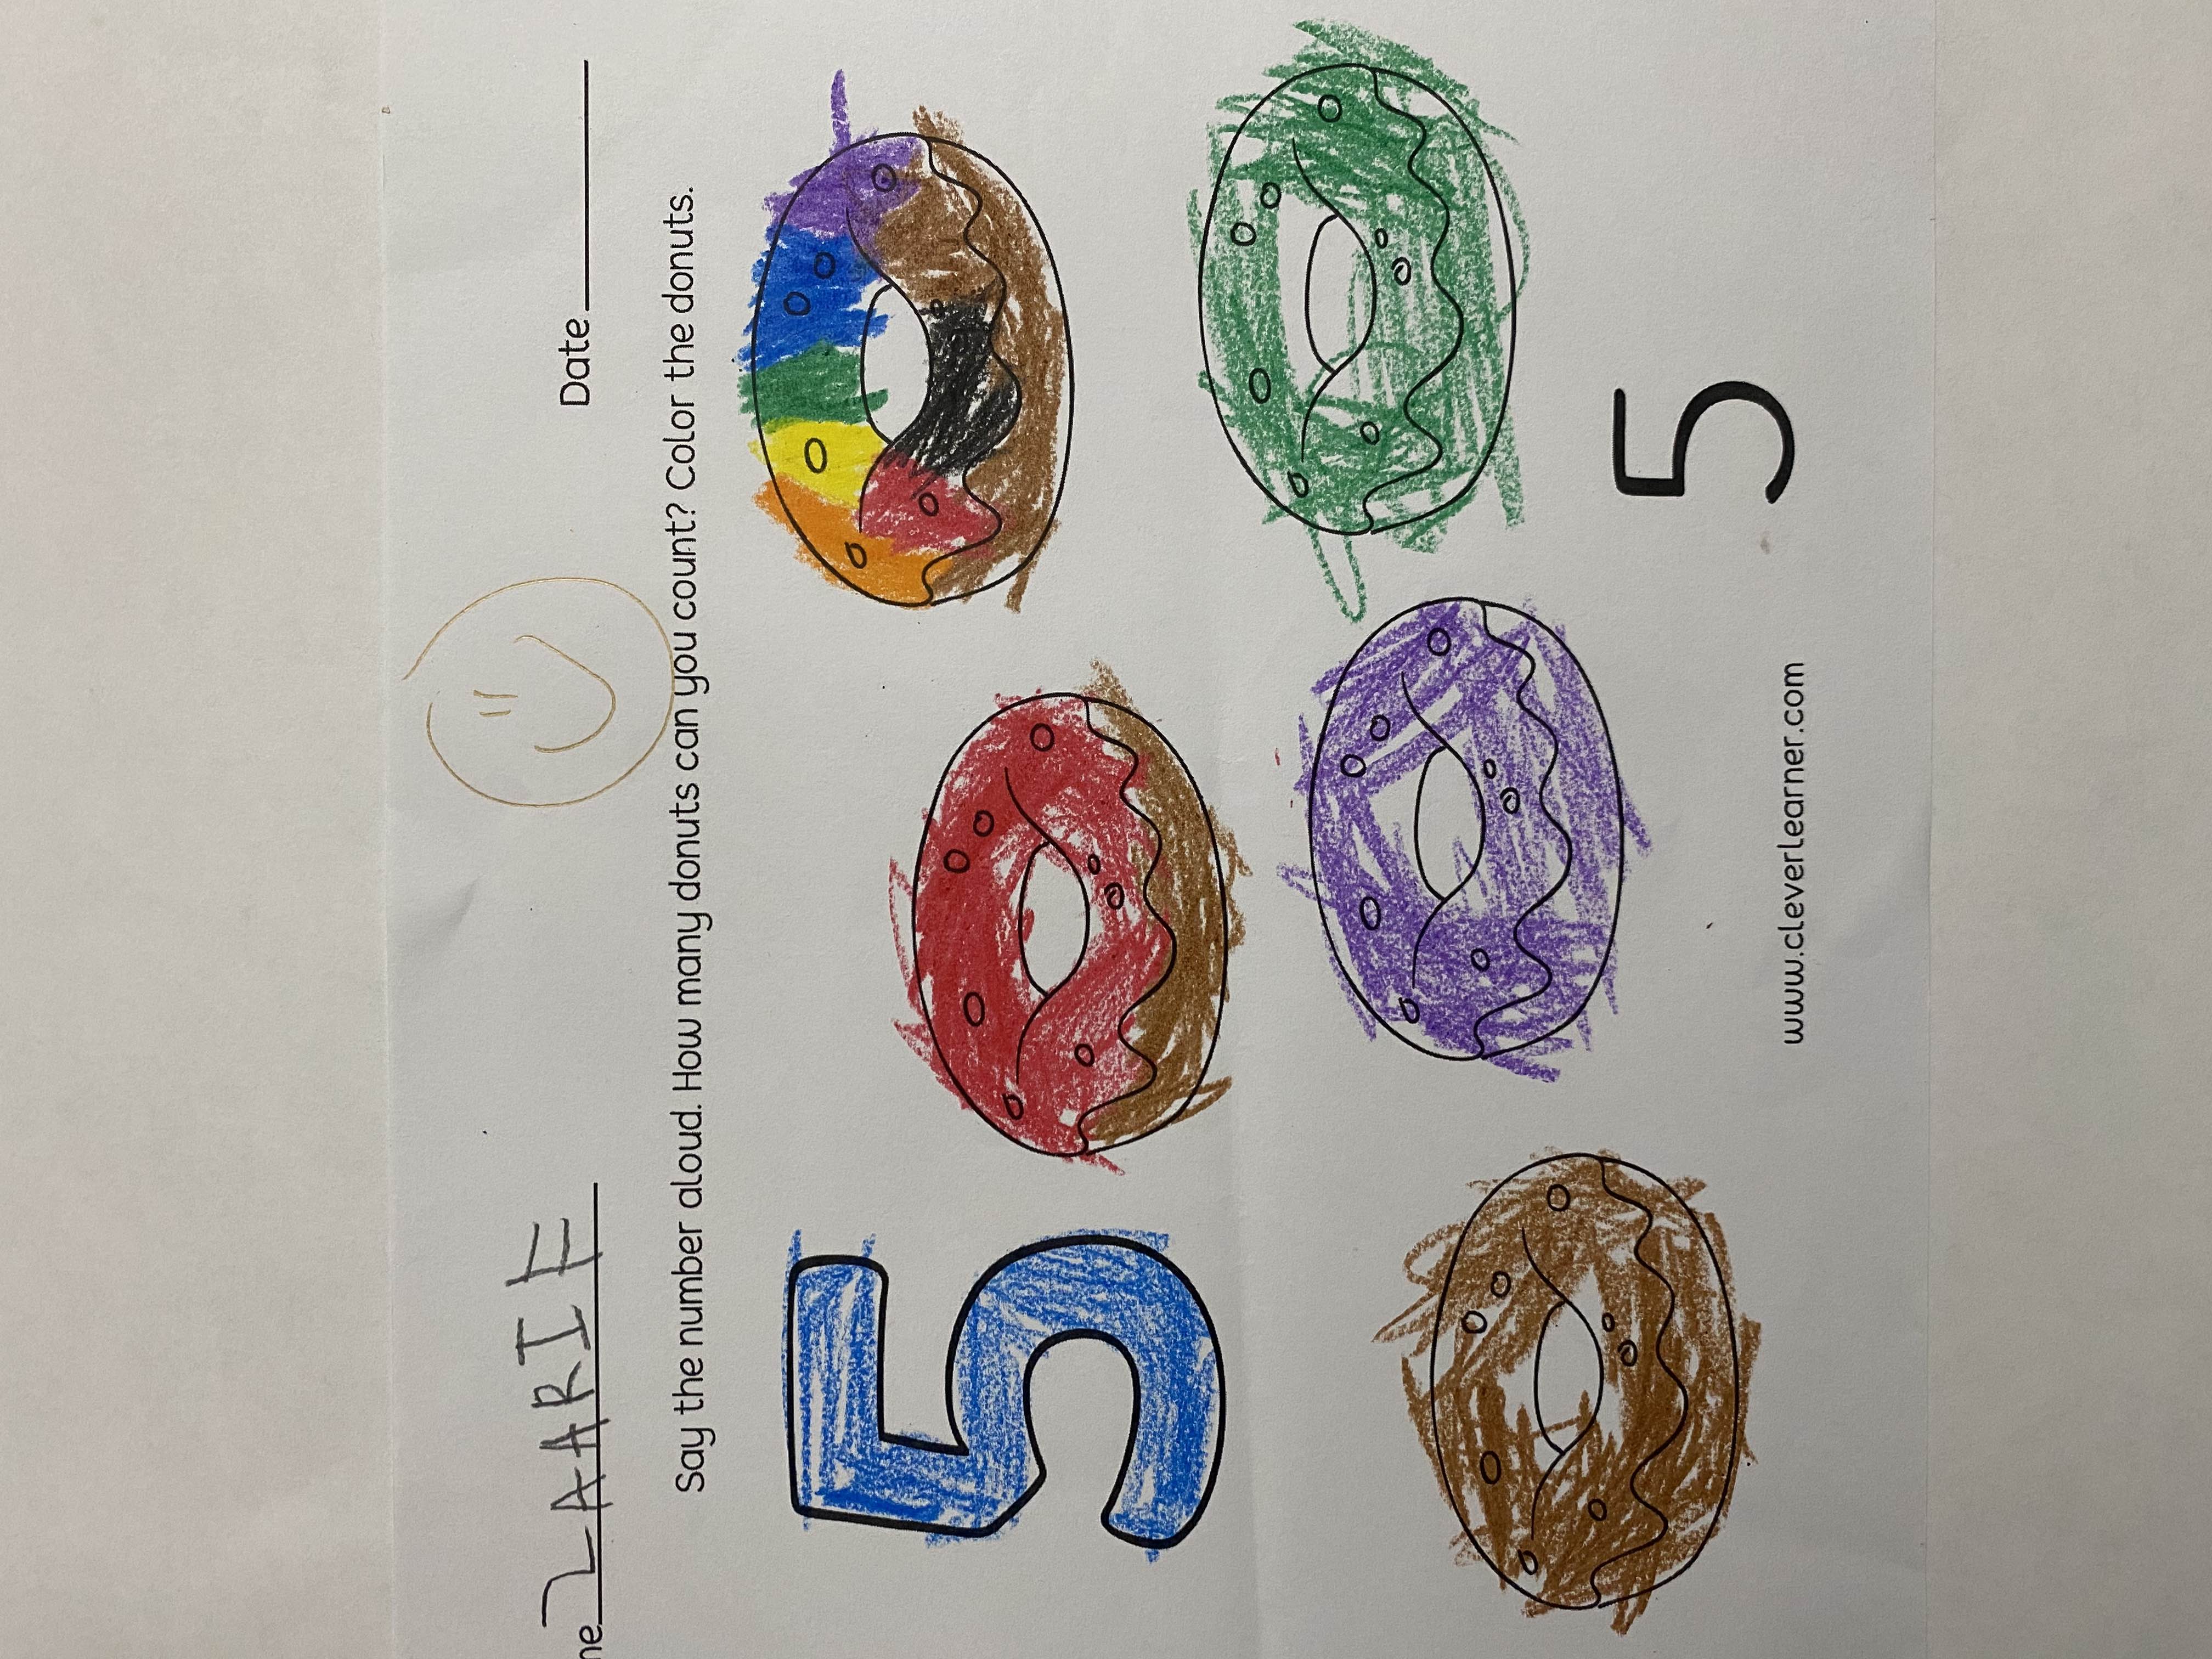 ne ZAARIF
Date
Say the number aloud. How many donuts can you count? Color the donuts.
5
5
www.cleverlearner.com